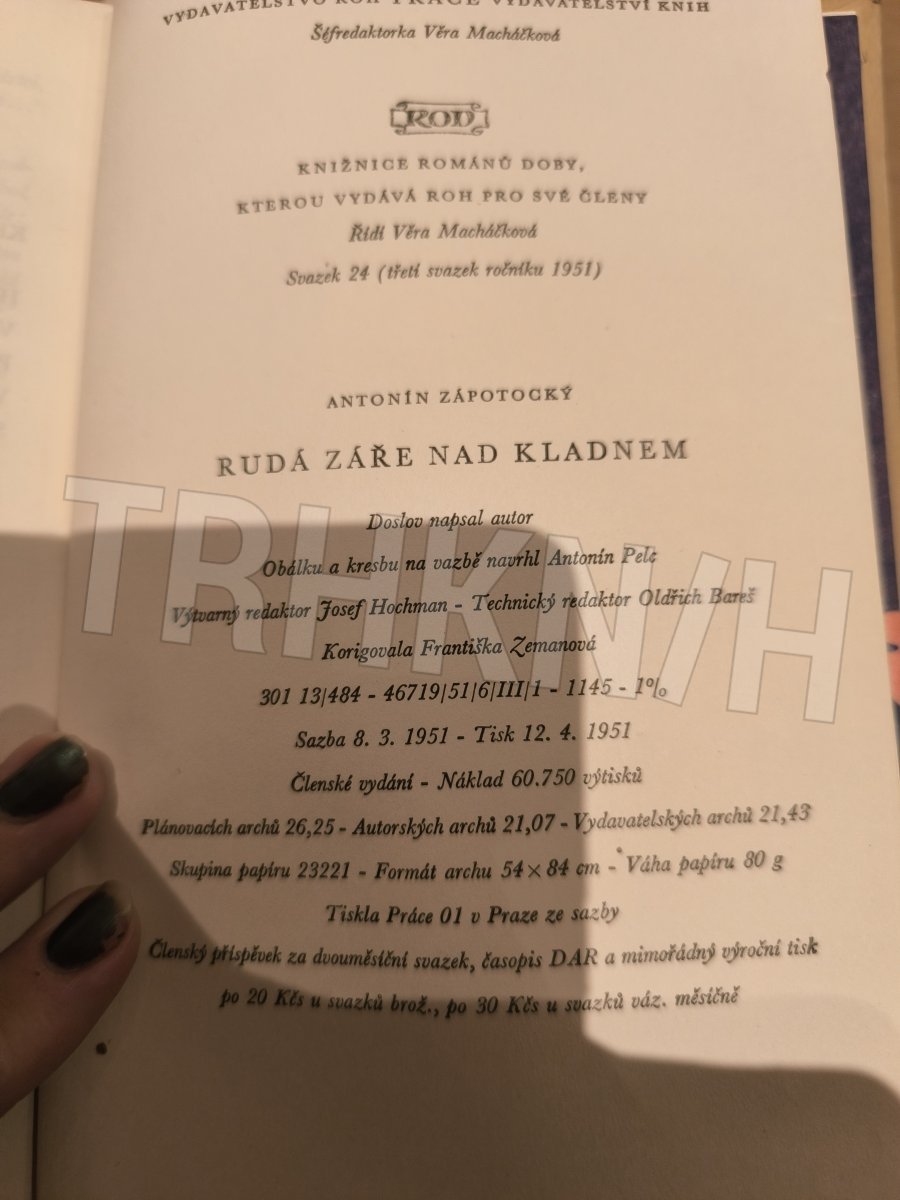 VYDAVATELSTVO ROH PRÁCE VYDAVATELSTVÍ KNIH
Šéfredaktorka Věra Macháčková
ROD
KNIŽNICE ROMÁNŮ DOBY,
KTEROU VYDÁVÁ ROH PRO SVÉ ČLENY
Řídí Věra Macháčková
Svazek 24 (třetí svazek ročníku 1951)
ANTONÍN ZÁPOTOCKÝ
RUDÁ ZÁŘE NAD KLADNEM
Doslov napsal autor
Obálku a kresbu na vazbě navrhl Antonín Pelc
Výtvarný redaktor Josef Hochman - Technický redaktor Oldřich Bareš
Korigovala Františka Zemanová
301 13|484 - 46719|51|6|III|1 - 1145 - 1%
Sazba 8. 3. 1951 - Tisk 12. 4. 1951
Členské vydání - Náklad 60.750 výtisků
Plánovacích archů 26,25 - Autorských archů 21,07 - Vydavatelských archů 21,43
Skupina papíru 23221 - Formát archu 54 × 84 cm - Váha papíru 80 g
Tiskla Práce 01 v Praze ze sazby
Členský příspěvek za dvouměsíční svazek, časopis DAR a mimořádný výroční tisk
po 20 Kčs u svazků brož., po 30 Kčs u svazků váz. měsíčně
TRHKNIH